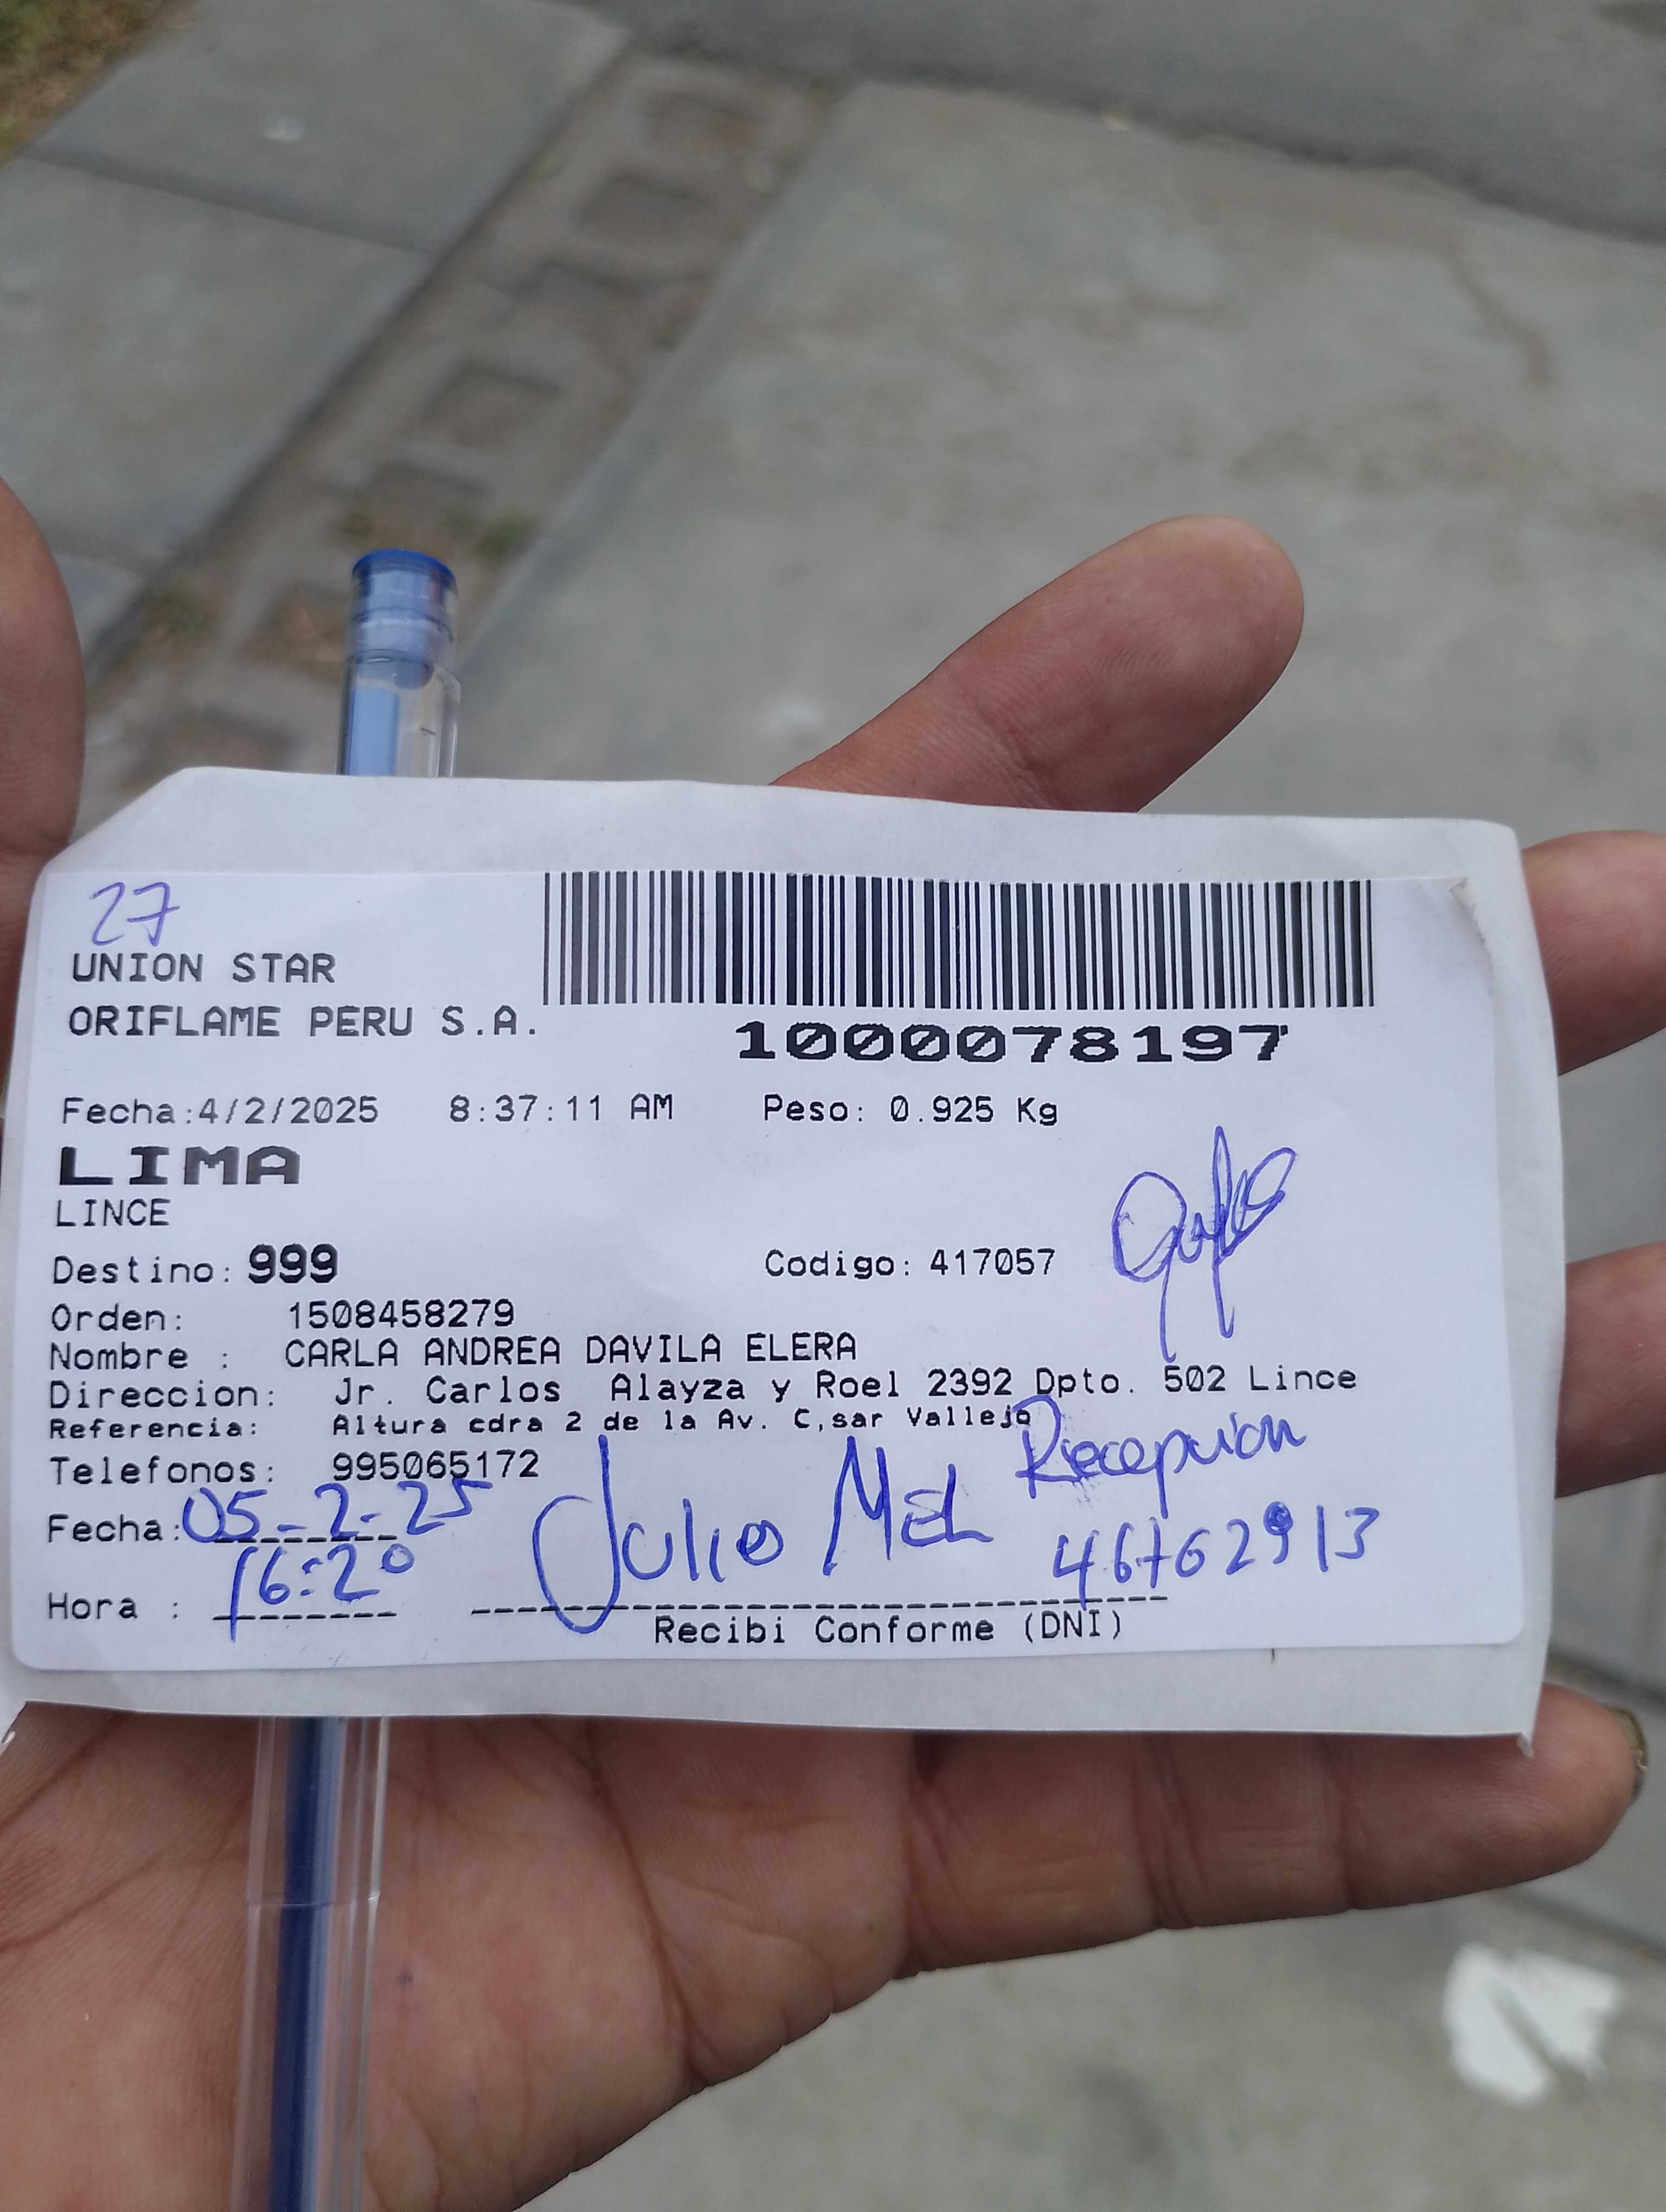 27
UNION STAR
ORIFLAME PERU S.A.
1000078197
Fecha:4/2/2025 8:37:11 AM Peso: 0.925 Kg
LIMA
LINCE
Destino: 999 Codigo: 417057
Orden: 1508458279
Nombre : CARLA ANDREA DAVILA ELERA
Direccion: Jr. Carlos Alayza y Roel 2392 Dpto. 502 Lince
Referencia: Altura cdra 2 de la Av. C,sar Vallejo
Recepcion
Telefonos: 995065172
Fecha: 05-2-25 Julio MEL 46762913
Hora : 16:20
Recibi Conforme (DNI)